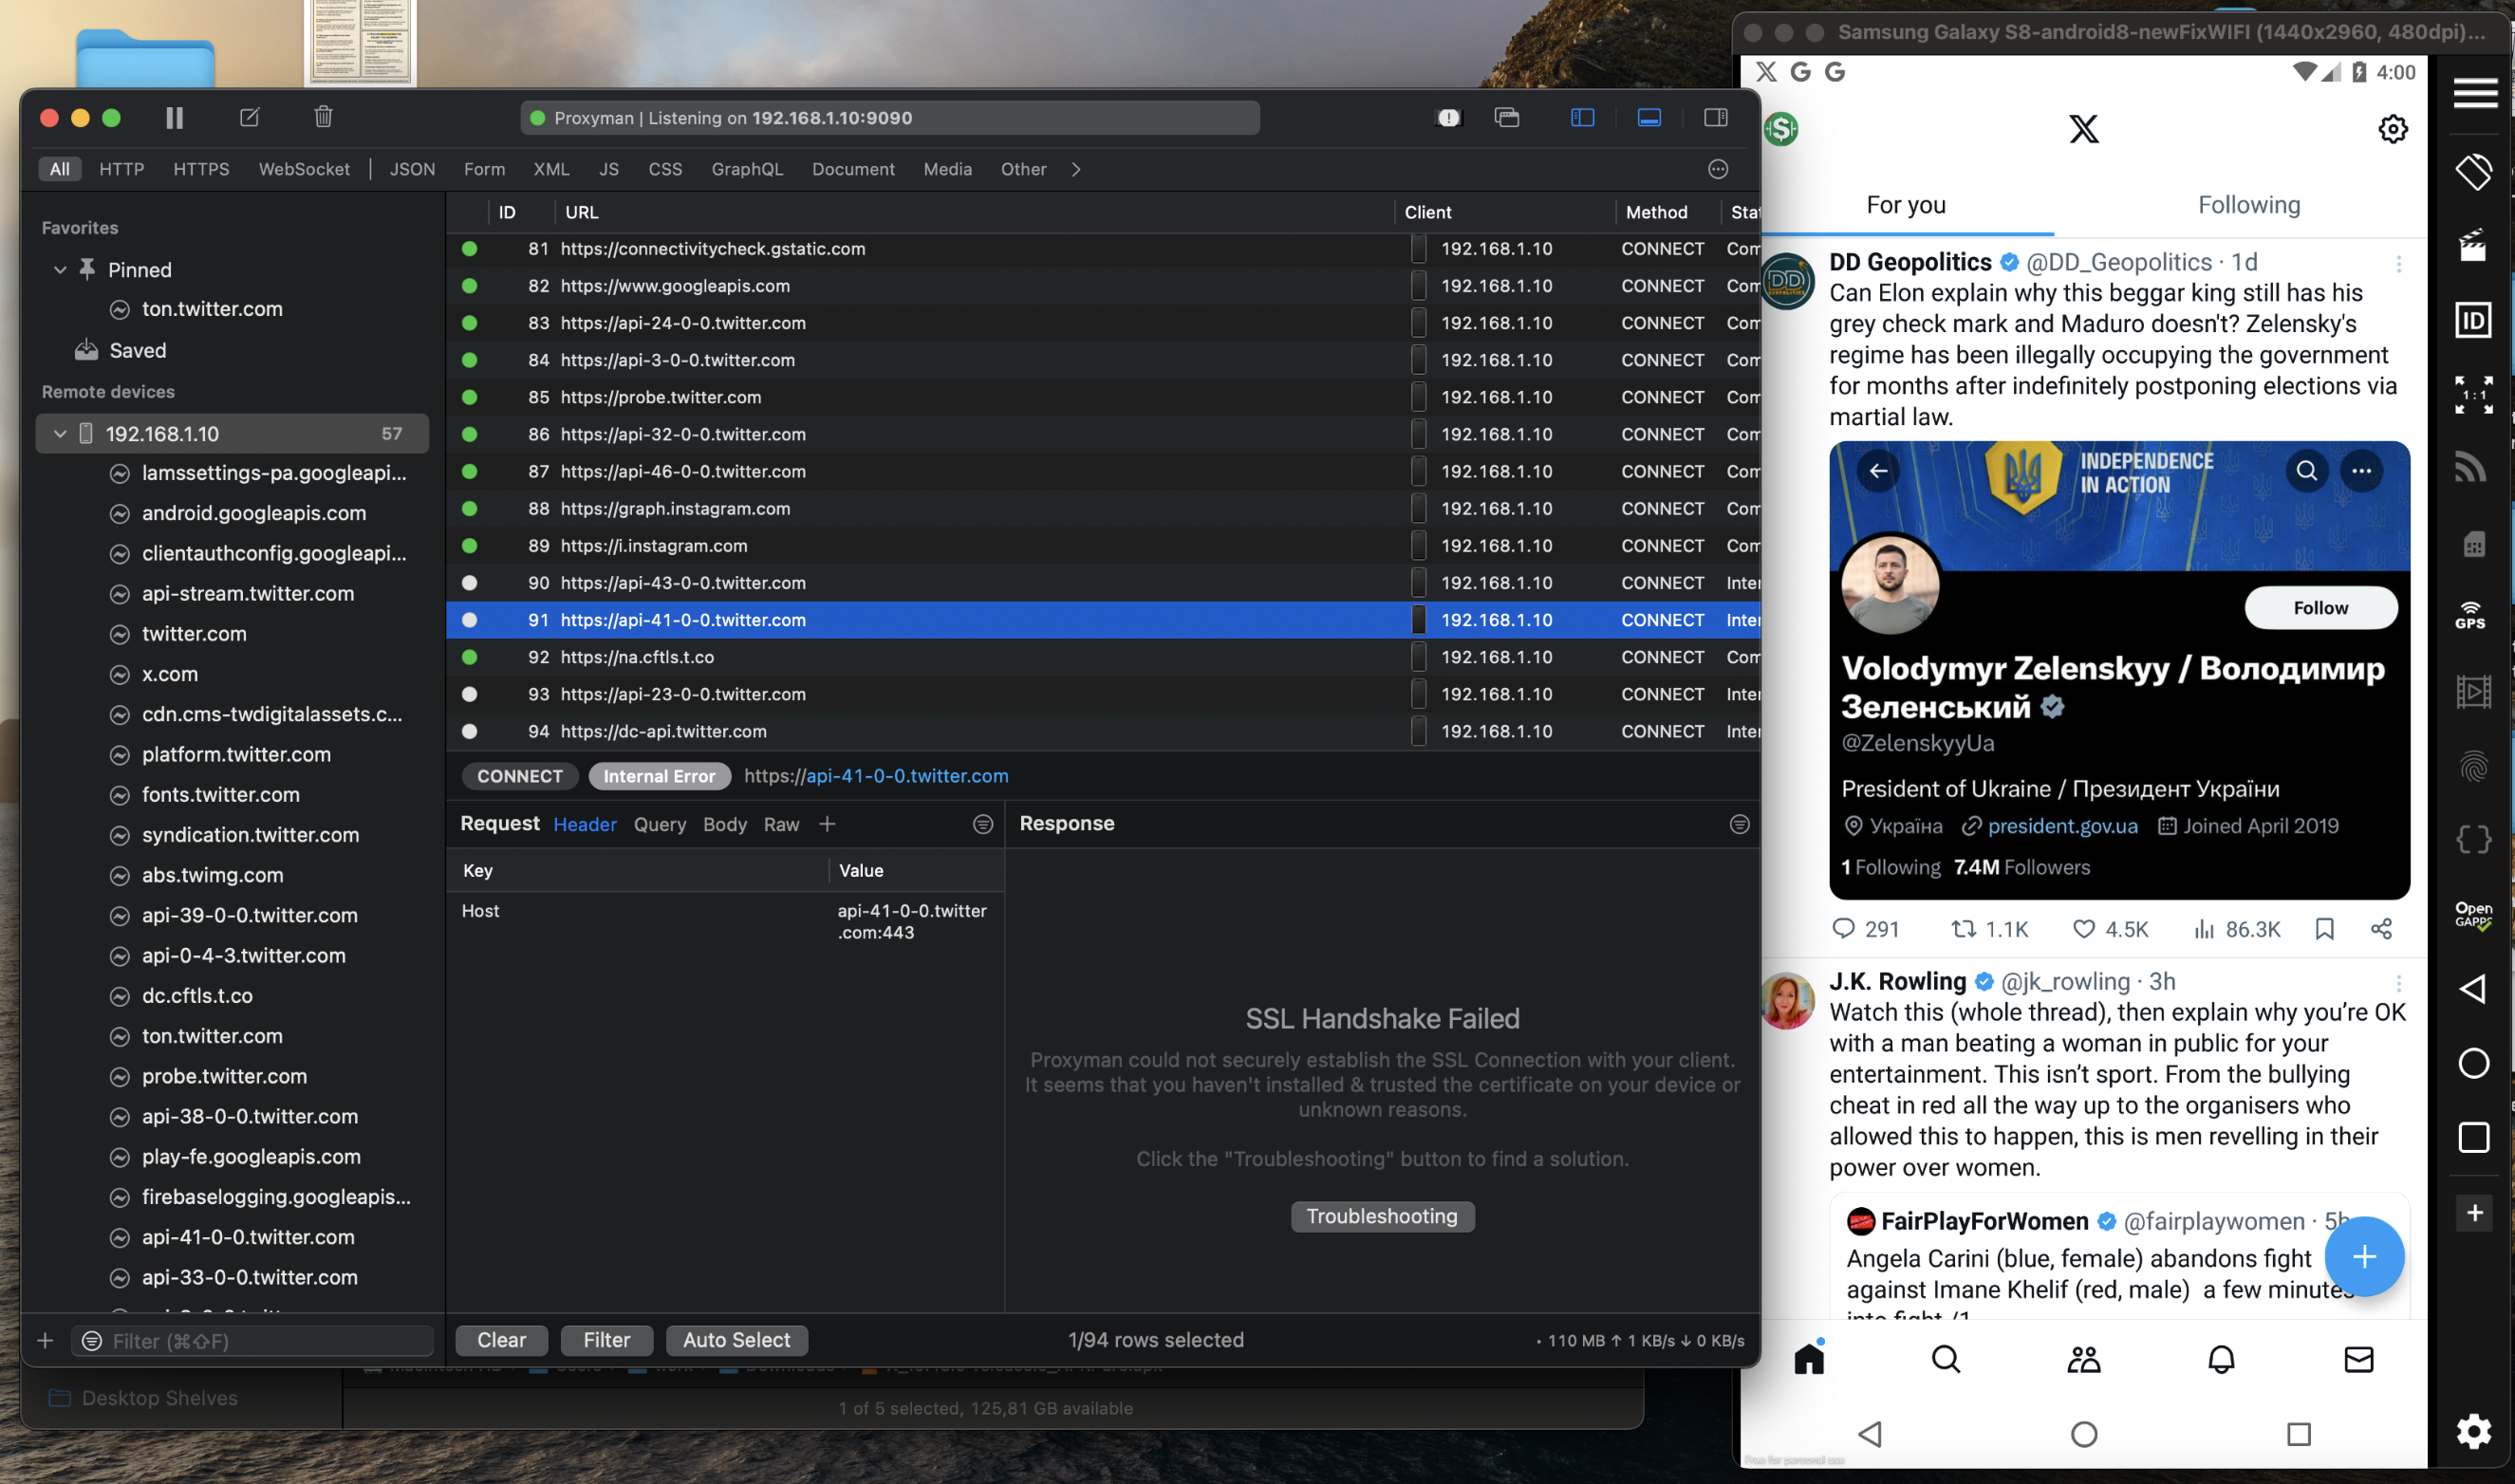 Samsung Galaxy S8-android8-newFixWIFI (1440x2960, 480dpi)...
Proxyman | Listening on 192.168.1.10:9090
All HTTP HTTPS WebSocket JSON Form XML JS CSS GraphQL Document Media Other
Favorites
Pinned
ton.twitter.com
Saved
Remote devices
192.168.1.10 57
lamssettings-pa.googleapi...
android.googleapis.com
clientauthconfig.googleapi...
api-stream.twitter.com
twitter.com
x.com
cdn.cms-twdigitalassets.c...
platform.twitter.com
fonts.twitter.com
syndication.twitter.com
abs.twimg.com
api-39-0-0.twitter.com
api-0-4-3.twitter.com
dc.cftls.t.co
ton.twitter.com
probe.twitter.com
api-38-0-0.twitter.com
play-fe.googleapis.com
firebaselogging.googleapis...
api-41-0-0.twitter.com
api-33-0-0.twitter.com
Filter (⌘⇧F)
ID URL Client Method Sta
81 https://connectivitycheck.gstatic.com 192.168.1.10 CONNECT Com
82 https://www.googleapis.com 192.168.1.10 CONNECT Com
83 https://api-24-0-0.twitter.com 192.168.1.10 CONNECT Com
84 https://api-3-0-0.twitter.com 192.168.1.10 CONNECT Com
85 https://probe.twitter.com 192.168.1.10 CONNECT Com
86 https://api-32-0-0.twitter.com 192.168.1.10 CONNECT Com
87 https://api-46-0-0.twitter.com 192.168.1.10 CONNECT Com
88 https://graph.instagram.com 192.168.1.10 CONNECT Com
89 https://i.instagram.com 192.168.1.10 CONNECT Com
90 https://api-43-0-0.twitter.com 192.168.1.10 CONNECT Inter
91 https://api-41-0-0.twitter.com 192.168.1.10 CONNECT Inter
92 https://na.cftls.t.co 192.168.1.10 CONNECT Com
93 https://api-23-0-0.twitter.com 192.168.1.10 CONNECT Inter
94 https://dc-api.twitter.com 192.168.1.10 CONNECT Inter
CONNECT Internal Error https://api-41-0-0.twitter.com
Request Header Query Body Raw
Key Value
Host api-41-0-0.twitter
.com:443
Response
SSL Handshake Failed
Proxyman could not securely establish the SSL Connection with your client.
It seems that you haven't installed & trusted the certificate on your device or
unknown reasons.
Click the "Troubleshooting" button to find a solution.
Troubleshooting
Clear Filter Auto Select
1/94 rows selected
• 110 MB ↑ 1 KB/s ↓ 0 KB/s
Desktop Shelves
1 of 5 selected, 125,81 GB available
4:00
For you Following
DD Geopolitics @DD_Geopolitics · 1d
Can Elon explain why this beggar king still has his
grey check mark and Maduro doesn't? Zelensky's
regime has been illegally occupying the government
for months after indefinitely postponing elections via
martial law.
DD
INDEPENDENCE
IN ACTION
Follow
Volodymyr Zelenskyy / Володимир
Зеленський
@ZelenskyyUa
President of Ukraine / Президент України
Україна president.gov.ua Joined April 2019
1 Following 7.4M Followers
291 1.1K 4.5K 86.3K
J.K. Rowling @jk_rowling · 3h
Watch this (whole thread), then explain why you’re OK
with a man beating a woman in public for your
entertainment. This isn’t sport. From the bullying
cheat in red all the way up to the organisers who
allowed this to happen, this is men revelling in their
power over women.
FairPlayForWomen @fairplaywomen · 5h
Angela Carini (blue, female) abandons fight
against Imane Khelif (red, male) a few minutes
into fight /1
Free for personal use
ID
1:1
GPS
Open
GAPPS